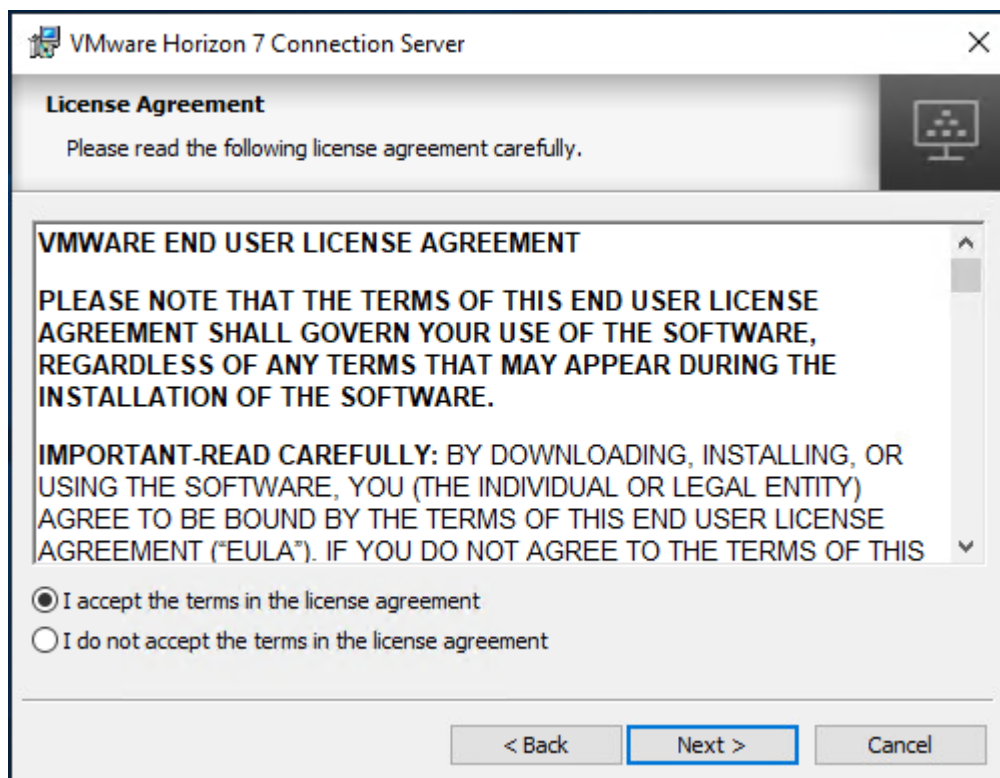 VMware Horizon 7 Connection Server
License Agreement
Please read the following license agreement carefully.
VMWARE END USER LICENSE AGREEMENT
PLEASE NOTE THAT THE TERMS OF THIS END USER LICENSE
AGREEMENT SHALL GOVERN YOUR USE OF THE SOFTWARE,
REGARDLESS OF ANY TERMS THAT MAY APPEAR DURING THE
INSTALLATION OF THE SOFTWARE.
IMPORTANT-READ CAREFULLY: BY DOWNLOADING, INSTALLING, OR
USING THE SOFTWARE, YOU (THE INDIVIDUAL OR LEGAL ENTITY)
AGREE TO BE BOUND BY THE TERMS OF THIS END USER LICENSE
AGREEMENT (“EULA”). IF YOU DO NOT AGREE TO THE TERMS OF THIS
I accept the terms in the license agreement
I do not accept the terms in the license agreement
< Back
Next >
Cancel